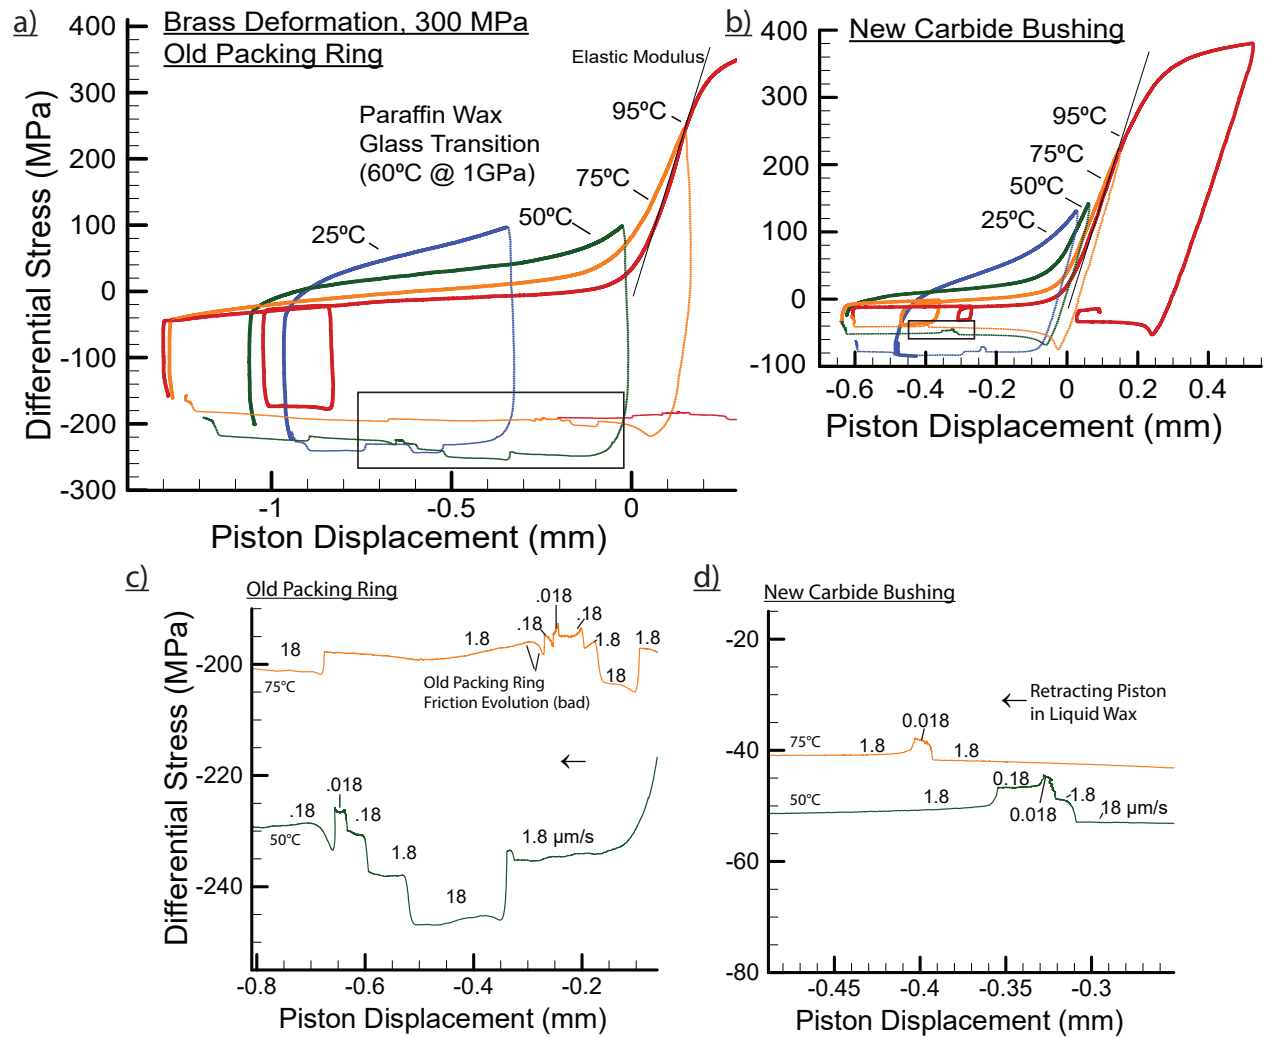 a)
Brass Deformation, 300 MPa
Old Packing Ring
Elastic Modulus
Paraffin Wax
Glass Transition
(60ºC @ 1GPa)
95ºC
75ºC
50ºC
25ºC
400
300
200
100
0
-100
-200
-300
Differential Stress (MPa)
-1
-0.5
0
Piston Displacement (mm)
b)
New Carbide Bushing
95ºC
75ºC
50ºC
25ºC
400
300
200
100
0
-100
-0.6
-0.4
-0.2
0
0.2
0.4
Piston Displacement (mm)
c)
Old Packing Ring
.018
.18
.18
18
1.8
1.8
1.8
18
75°C
Old Packing Ring
Friction Evolution (bad)
.018
.18
.18
50°C
1.8
1.8 µm/s
18
←
-200
-220
-240
Differential Stress (MPa)
-0.8
-0.6
-0.4
-0.2
Piston Displacement (mm)
d)
New Carbide Bushing
← Retracting Piston
in Liquid Wax
0.018
75°C
1.8
1.8
0.18
50°C
1.8
0.018
1.8
18 µm/s
-20
-40
-60
-80
Differential Stress (MPa)
-0.45
-0.4
-0.35
-0.3
Piston Displacement (mm)